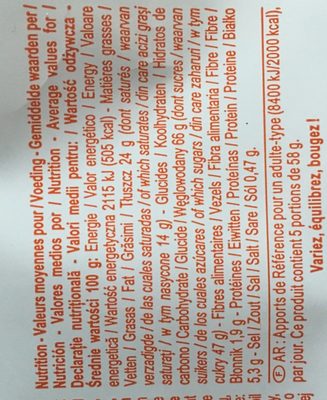 Nutrition - Valeurs moyennes pour / Voeding - Gemiddelde waarden per /
Nutrición - Valores medios por / Nutrition - Average values for /
Declarație nutrițională - Valori medii pentru: / Wartość odżywcza -
Średnie wartości 100 g: Energie / Valor energético / Energy / Valoare
energetică / Wartość energetyczna 2115 kJ (505 kcal) - Matières grasses /
Vetten / Grasas / Fat / Grăsimi / Tłuszcz 24 g (dont saturés / waarvan
verzadigde / de las cuales saturadas / of which saturates / din care acizi grași
saturați / w tym nasycone 14 g) - Glucides / Koolhydraten / Hidratos de
carbono / Carbohydrate / Glucide / Węglowodany 66 g (dont sucres / waarvan
suikers / de los cuales azúcares / of which sugars / din care zaharuri / w tym
cukry 47 g) - Fibres alimentaires / Vezels / Fibra alimentaria / Fibre / Fibre
Błonnik 1,9 g - Protéines / Eiwitten / Proteínas / Protein / Proteine / Białko
5,3 g - Sel / Zout / Sal / Salt / Sare / Sól 0,47 g.
AR : Apports de Référence pour un adulte-type (8400 kJ / 2000 kcal),
par jour. Ce produit contient 5 portions de 58 g.
Variez, équilibrez, bougez !